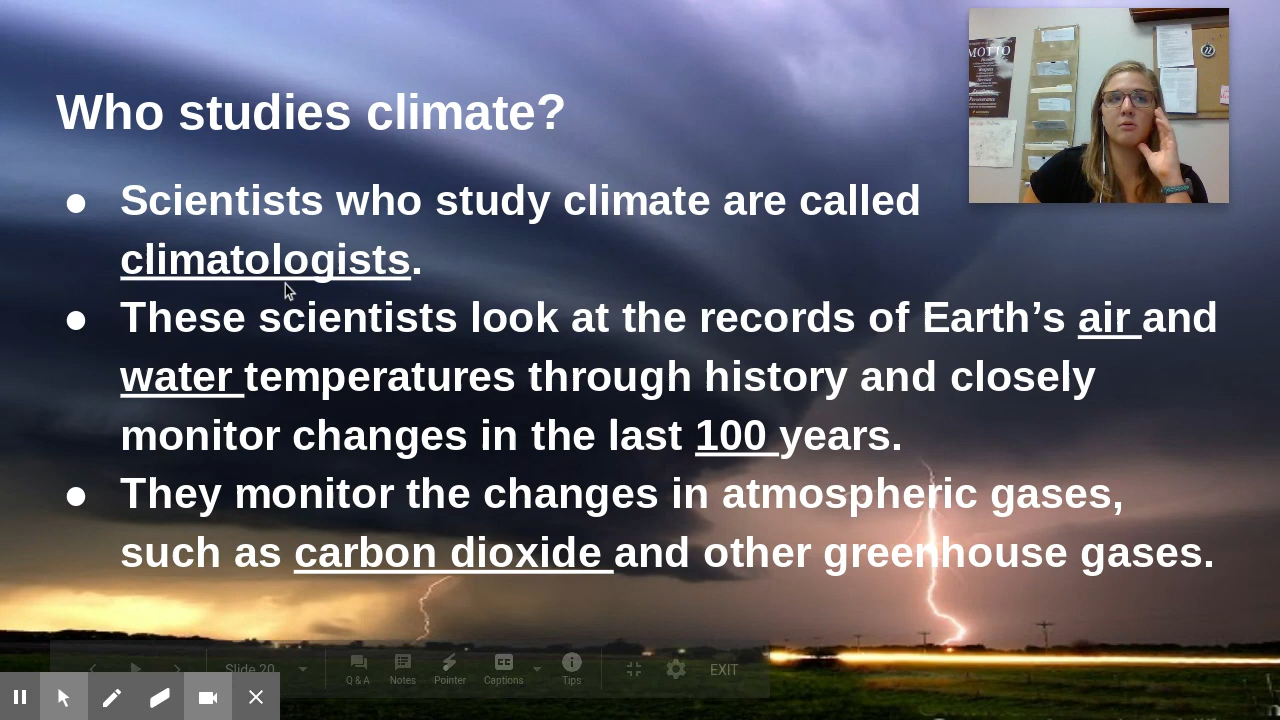 Who studies climate?
● Scientists who study climate are called
climatologists.
● These scientists look at the records of Earth’s air and
water temperatures through history and closely
monitor changes in the last 100 years.
● They monitor the changes in atmospheric gases,
such as carbon dioxide and other greenhouse gases.
MOTTO
Perseverance
Slide 20
Q & A Notes Pointer Captions Tips EXIT